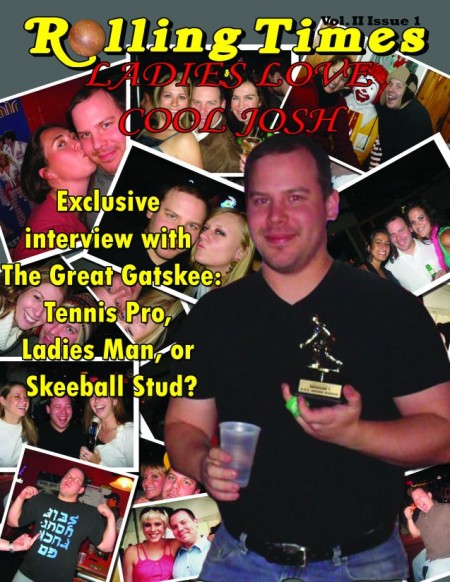 Vol. II Issue 1
Rolling Times
LADIES LOVE,
COOL JOSH
Exclusive
interview with
The Great Gatskee:
Tennis Pro,
Ladies Man, or
Skeeball Stud?